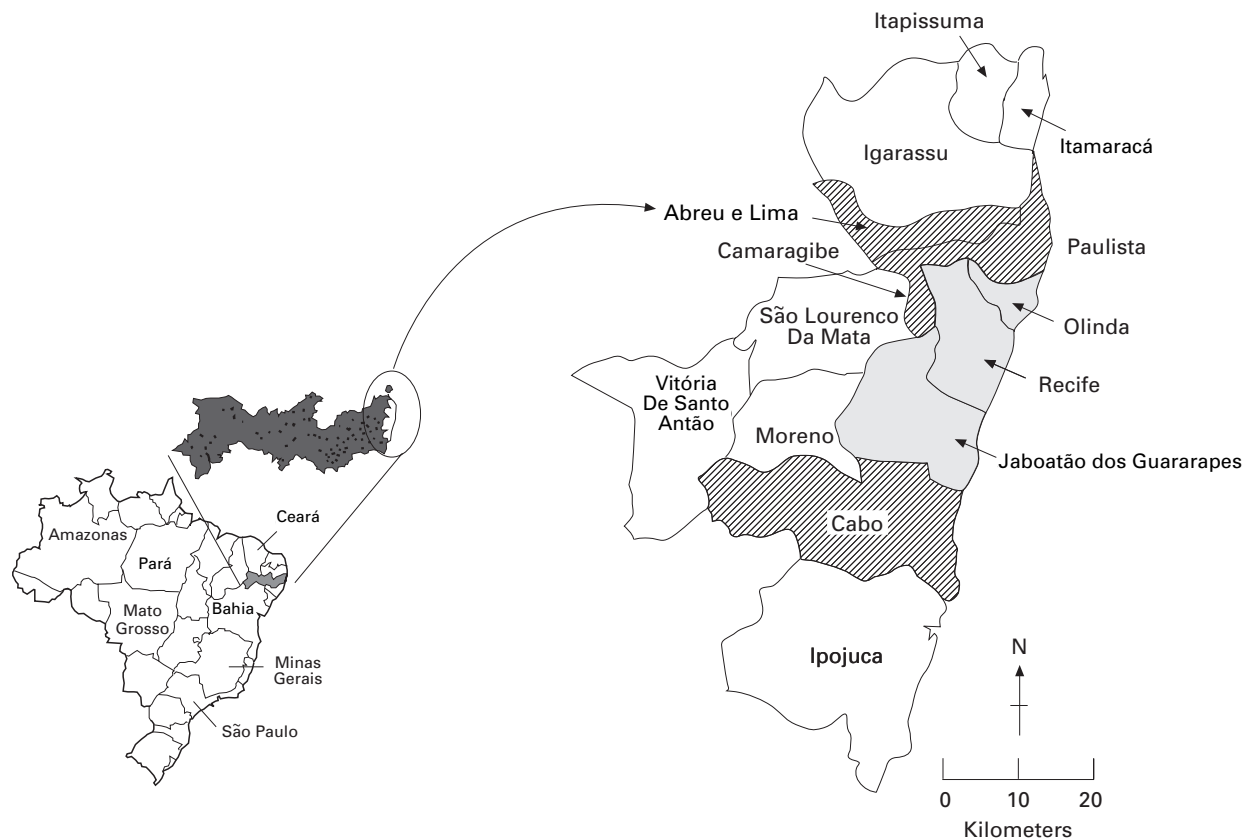 Itapissuma
Itamaracá
Igarassu
Abreu e Lima
Paulista
Camaragibe
São Lourenco
Da Mata
Olinda
Recife
Vitória
De Santo
Antão
Moreno
Jaboatão dos Guararapes
Cabo
Ipojuca
Ceará
Amazonas
Pará
Bahia
Mato
Grosso
Minas
Gerais
São Paulo
N
0 10 20
Kilometers